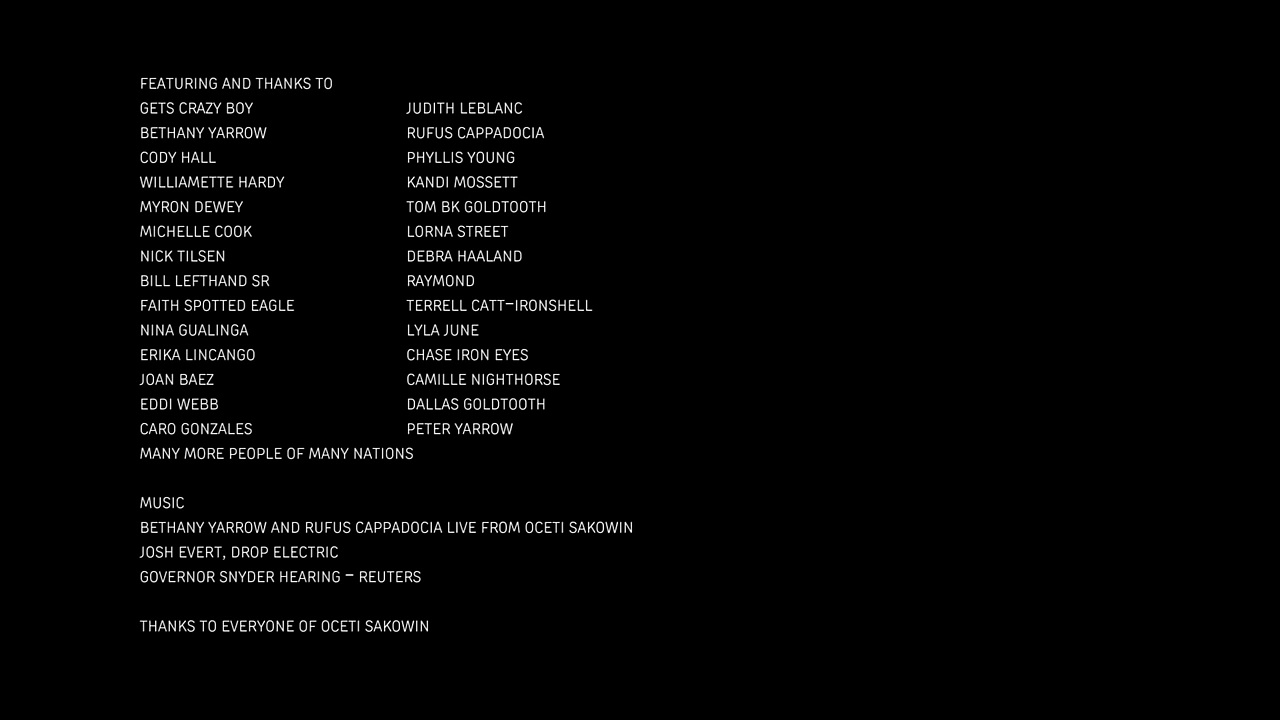 FEATURING AND THANKS TO
GETS CRAZY BOY JUDITH LEBLANC
BETHANY YARROW RUFUS CAPPADOCIA
CODY HALL PHYLLIS YOUNG
WILLIAMETTE HARDY KANDI MOSSETT
MYRON DEWEY TOM BK GOLDTOOTH
MICHELLE COOK LORNA STREET
NICK TILSEN DEBRA HAALAND
BILL LEFTHAND SR RAYMOND
FAITH SPOTTED EAGLE TERRELL CATT–IRONSHELL
NINA GUALINGA LYLA JUNE
ERIKA LINCANGO CHASE IRON EYES
JOAN BAEZ CAMILLE NIGHTHORSE
EDDI WEBB DALLAS GOLDTOOTH
CARO GONZALES PETER YARROW
MANY MORE PEOPLE OF MANY NATIONS
MUSIC
BETHANY YARROW AND RUFUS CAPPADOCIA LIVE FROM OCETI SAKOWIN
JOSH EVERT, DROP ELECTRIC
GOVERNOR SNYDER HEARING – REUTERS
THANKS TO EVERYONE OF OCETI SAKOWIN